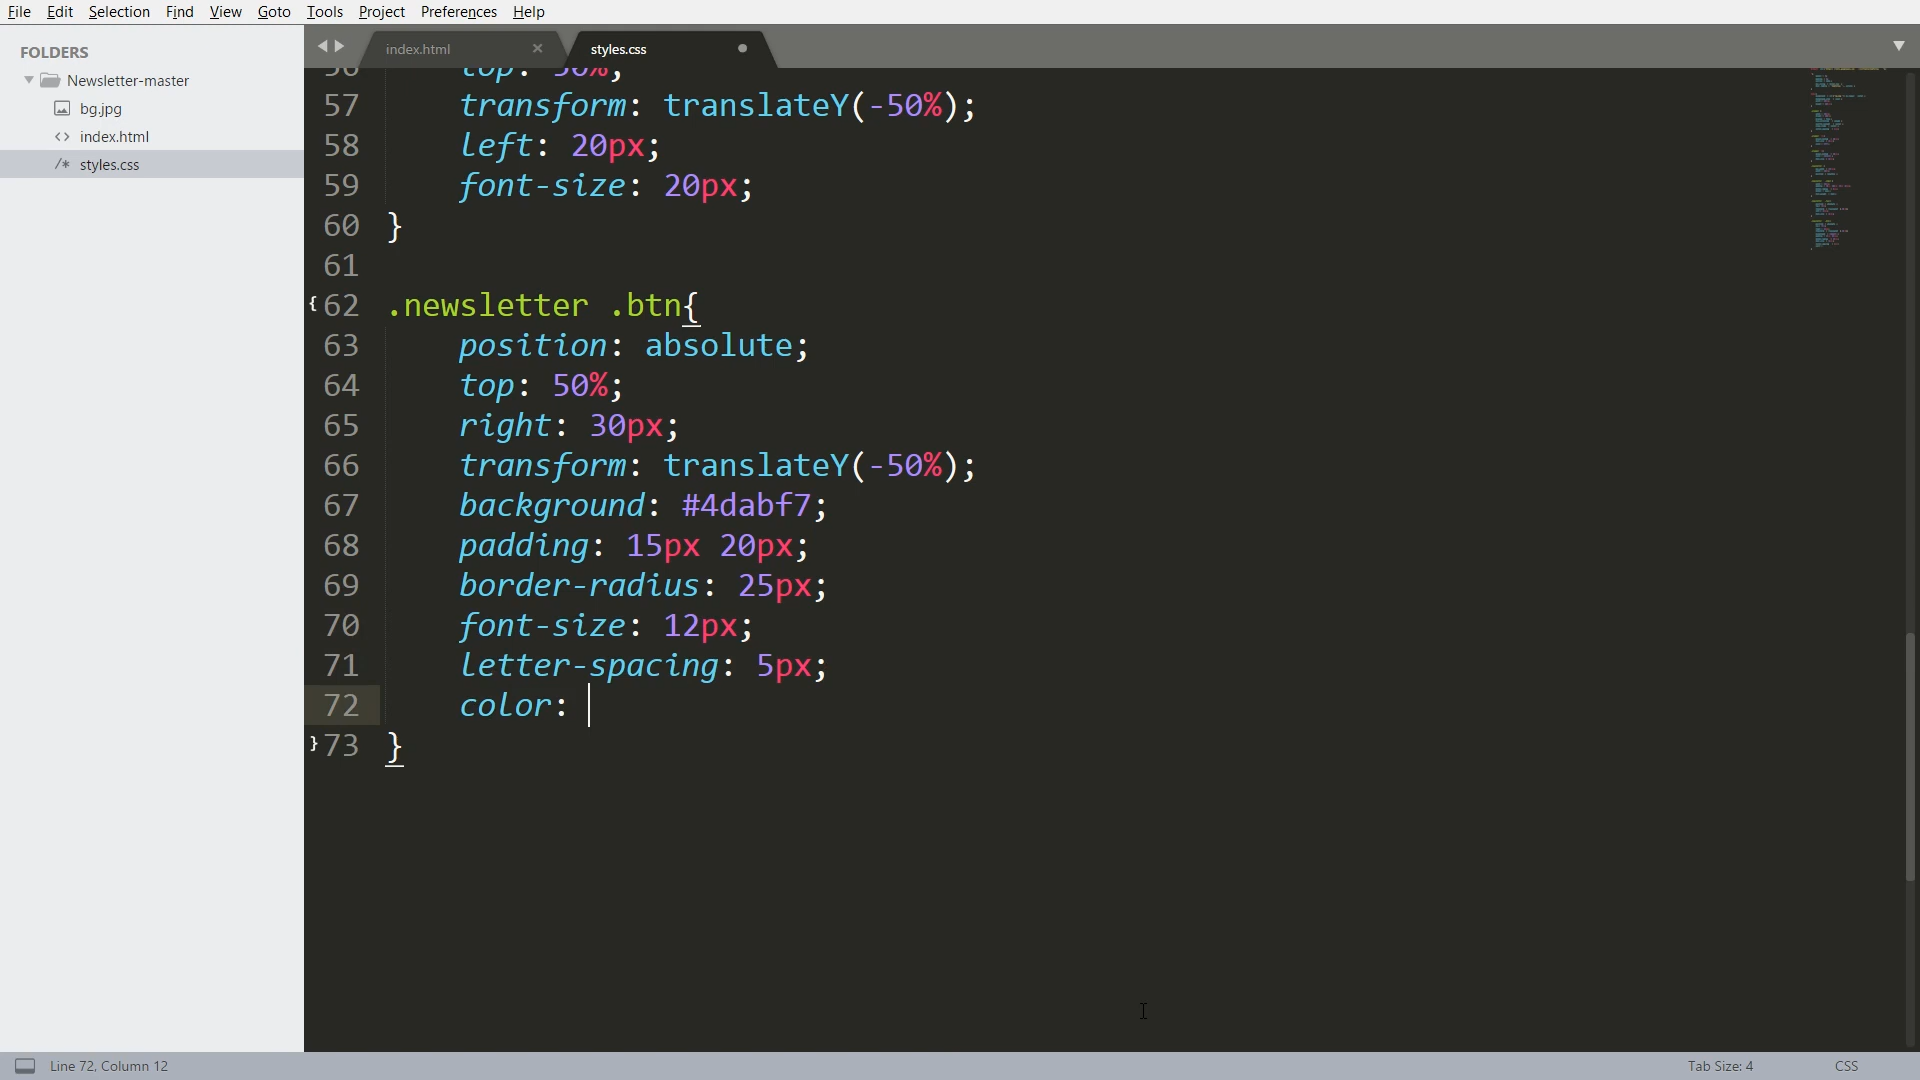 File Edit Selection Find View Goto Tools Project Preferences Help
FOLDERS
Newsletter-master
bg.jpg
<> index.html
/* styles.css
index.html × styles.css
56 top: 50%;
57 transform: translateY(-50%);
58 left: 20px;
59 font-size: 20px;
60 }
61
{ 62 .newsletter .btn{
63 position: absolute;
64 top: 50%;
65 right: 30px;
66 transform: translateY(-50%);
67 background: #4dabf7;
68 padding: 15px 20px;
69 border-radius: 25px;
70 font-size: 12px;
71 letter-spacing: 5px;
72 color:
} 73 }
Line 72, Column 12
Tab Size: 4
CSS